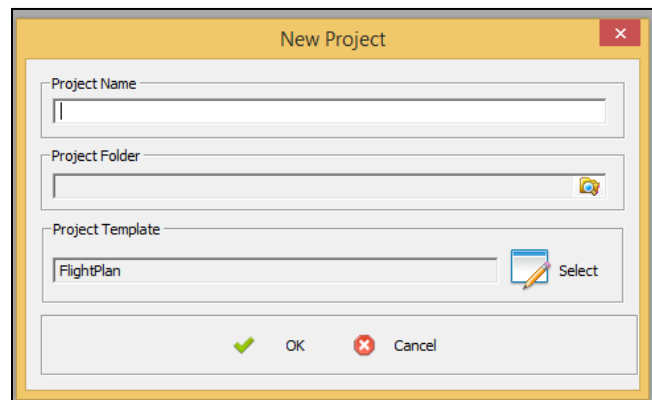 New Project
Project Name
Project Folder
Project Template
FlightPlan
Select
OK Cancel